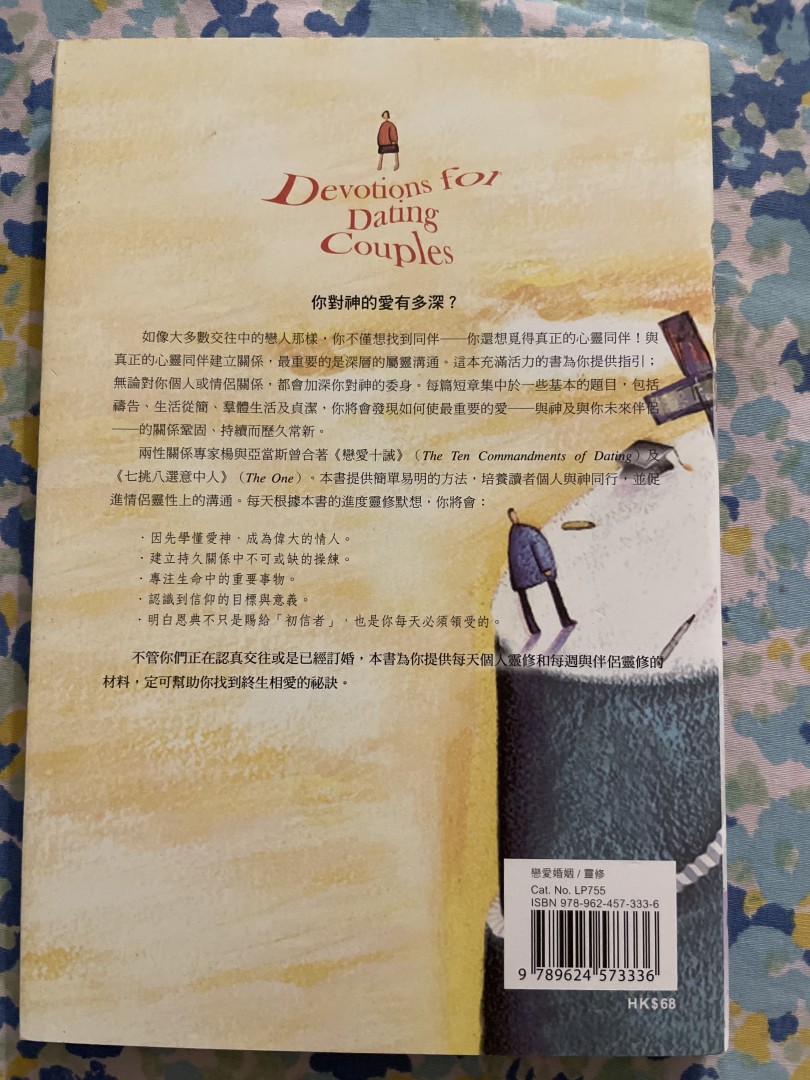 Devotions for
Dating
Couples
你對神的愛有多深？
如像大多數交往中的戀人那樣，你不僅想找到同伴——你還想覓得真正的心靈同伴！與
真正的心靈同伴建立關係，最重要的是深層的屬靈溝通。這本充滿活力的書為你提供指引；
無論對你個人或情侶關係，都會加深你對神的委身。每篇短章集中於一些基本的題目，包括
禱告、生活從簡、羣體生活及貞潔，你將會發現如何使最重要的愛——與神及與你未來伴侶
——的關係鞏固、持續而歷久常新。
兩性關係專家楊與亞當斯曾合著《戀愛十誡》（The Ten Commandments of Dating）及
《七挑八選意中人》（The One）。本書提供簡單易明的方法，培養讀者個人與神同行，並促
進情侶靈性上的溝通。每天根據本書的進度靈修默想，你將會：
．因先學懂愛神、成為偉大的情人。
．建立持久關係中不可或缺的操練。
．專注生命中的重要事物。
．認識到信仰的目標與意義。
．明白恩典不只是賜給「初信者」，也是你每天必須領受的。
不管你們正在認真交往或是已經訂婚，本書為你提供每天個人靈修和每週與伴侶靈修的
材料，定可幫助你找到終生相愛的祕訣。
戀愛婚姻 / 靈修
Cat. No. LP755
ISBN 978-962-457-333-6
9 789624 573336
HK$68